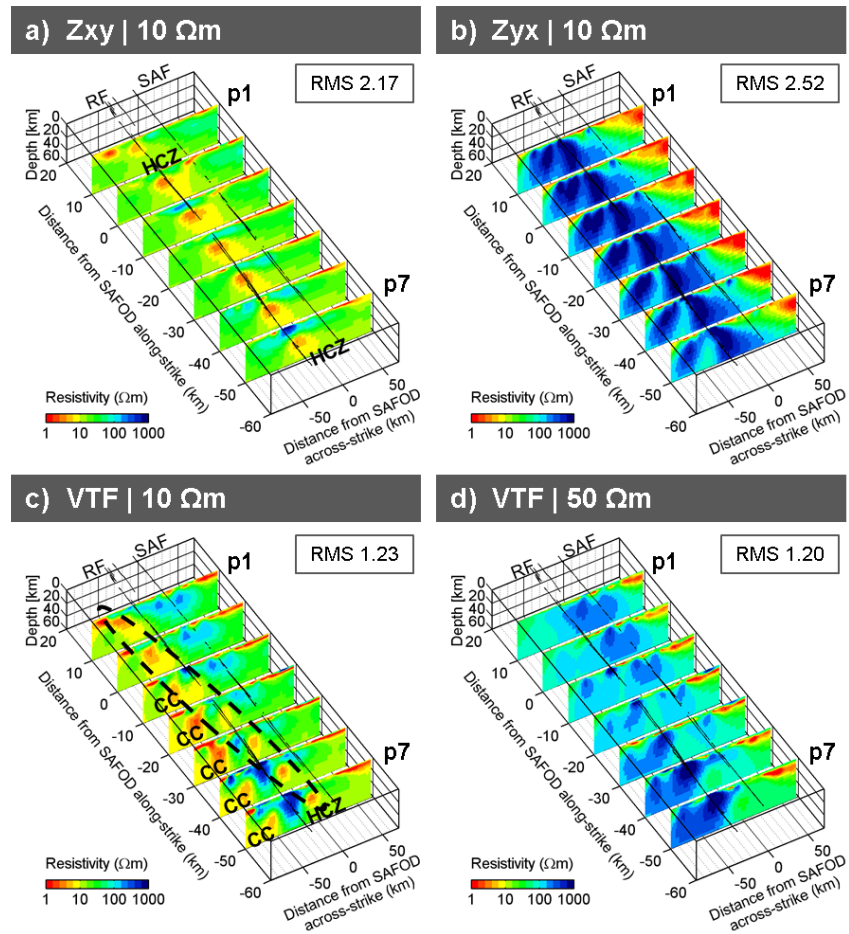 a) Zxy | 10 Ωm
RMS 2.17
SAF
RF
p1
0
20
40
60
Depth [km]
HCZ
20
10
0
-10
-20
-30
-40
-50
-60
Distance from SAFOD along-strike (km)
p7
HCZ
50
0
-50
Distance from SAFOD
across-strike (km)
Resistivity (Ωm)
1 10 100 1000
b) Zyx | 10 Ωm
RMS 2.52
SAF
RF
p1
0
20
40
60
Depth [km]
20
10
0
-10
-20
-30
-40
-50
-60
Distance from SAFOD along-strike (km)
p7
50
0
-50
Distance from SAFOD
across-strike (km)
Resistivity (Ωm)
1 10 100 1000
c) VTF | 10 Ωm
RMS 1.23
SAF
RF
p1
0
20
40
60
Depth [km]
20
10
0
-10
-20
-30
-40
-50
-60
Distance from SAFOD along-strike (km)
CC
CC
CC
CC
CC
p7
HCZ
50
0
-50
Distance from SAFOD
across-strike (km)
Resistivity (Ωm)
1 10 100 1000
d) VTF | 50 Ωm
RMS 1.20
SAF
RF
p1
0
20
40
60
Depth [km]
20
10
0
-10
-20
-30
-40
-50
-60
Distance from SAFOD along-strike (km)
p7
50
0
-50
Distance from SAFOD
across-strike (km)
Resistivity (Ωm)
1 10 100 1000